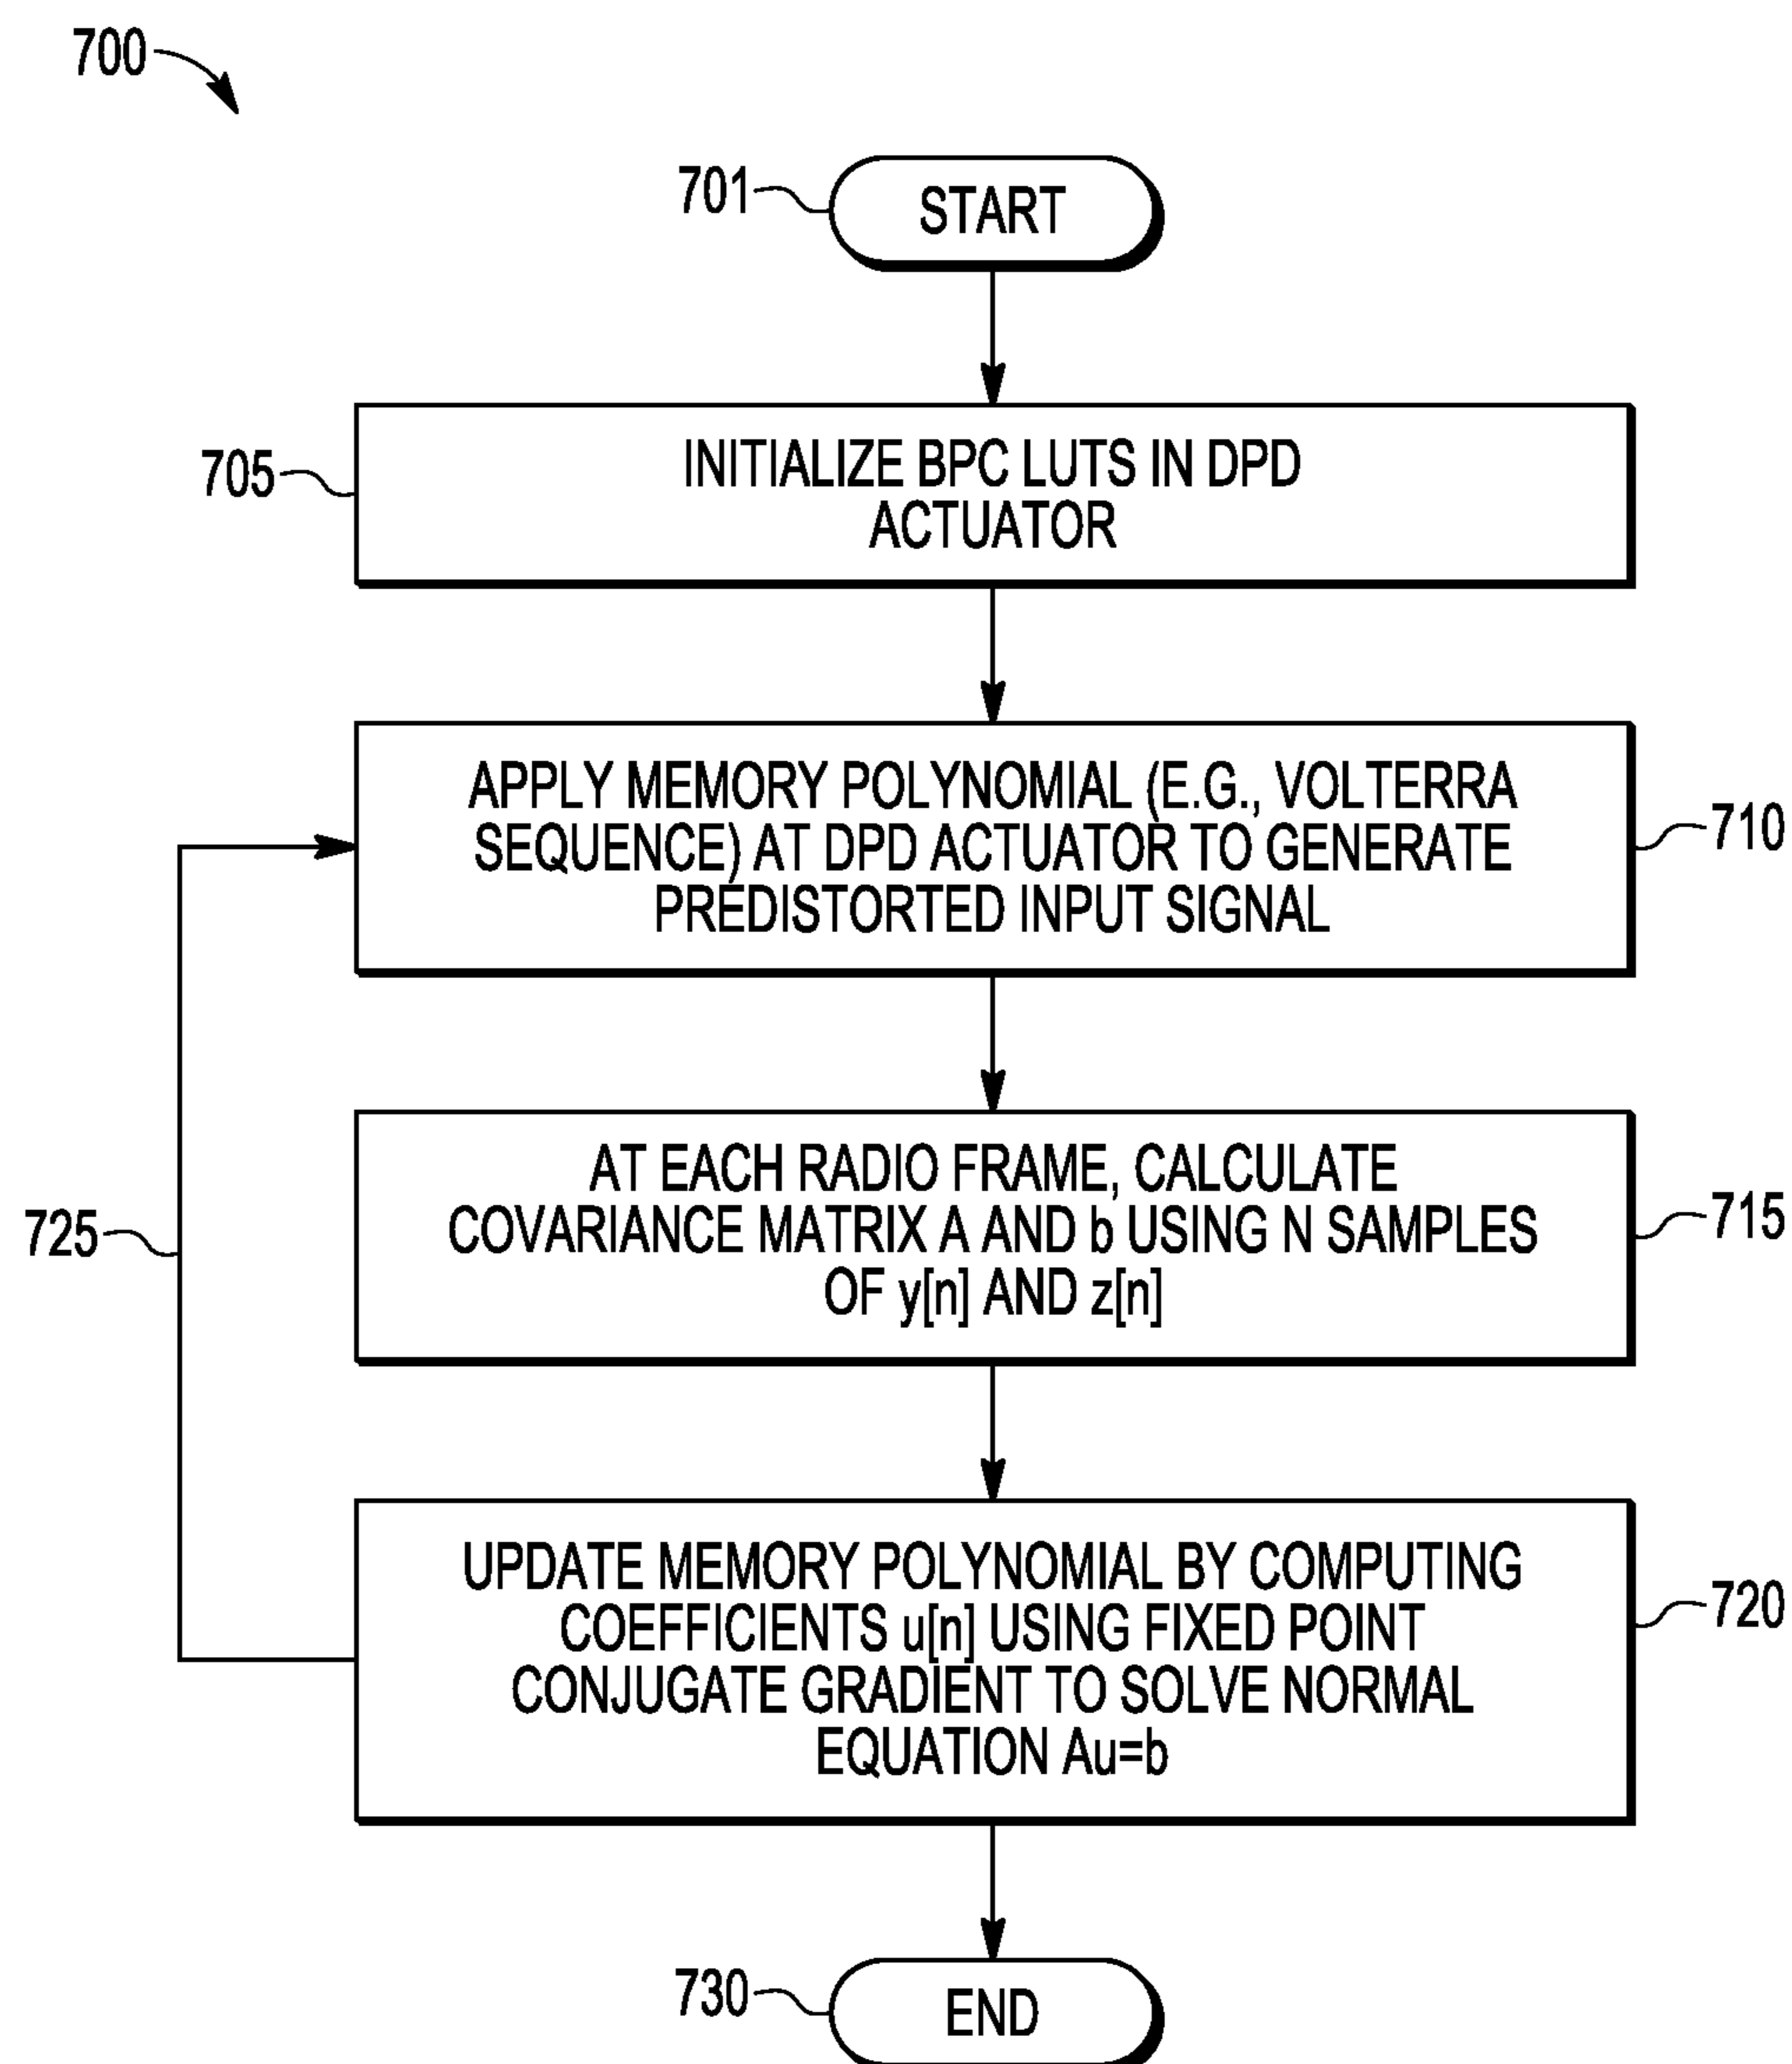 700
701
START
705
INITIALIZE BPC LUTS IN DPD
ACTUATOR
APPLY MEMORY POLYNOMIAL (E.G., VOLTERRA
SEQUENCE) AT DPD ACTUATOR TO GENERATE
PREDISTORTED INPUT SIGNAL
710
AT EACH RADIO FRAME, CALCULATE
COVARIANCE MATRIX A AND b USING N SAMPLES
OF y[n] AND z[n]
715
725
UPDATE MEMORY POLYNOMIAL BY COMPUTING
COEFFICIENTS u[n] USING FIXED POINT
CONJUGATE GRADIENT TO SOLVE NORMAL
EQUATION Au=b
720
730
END